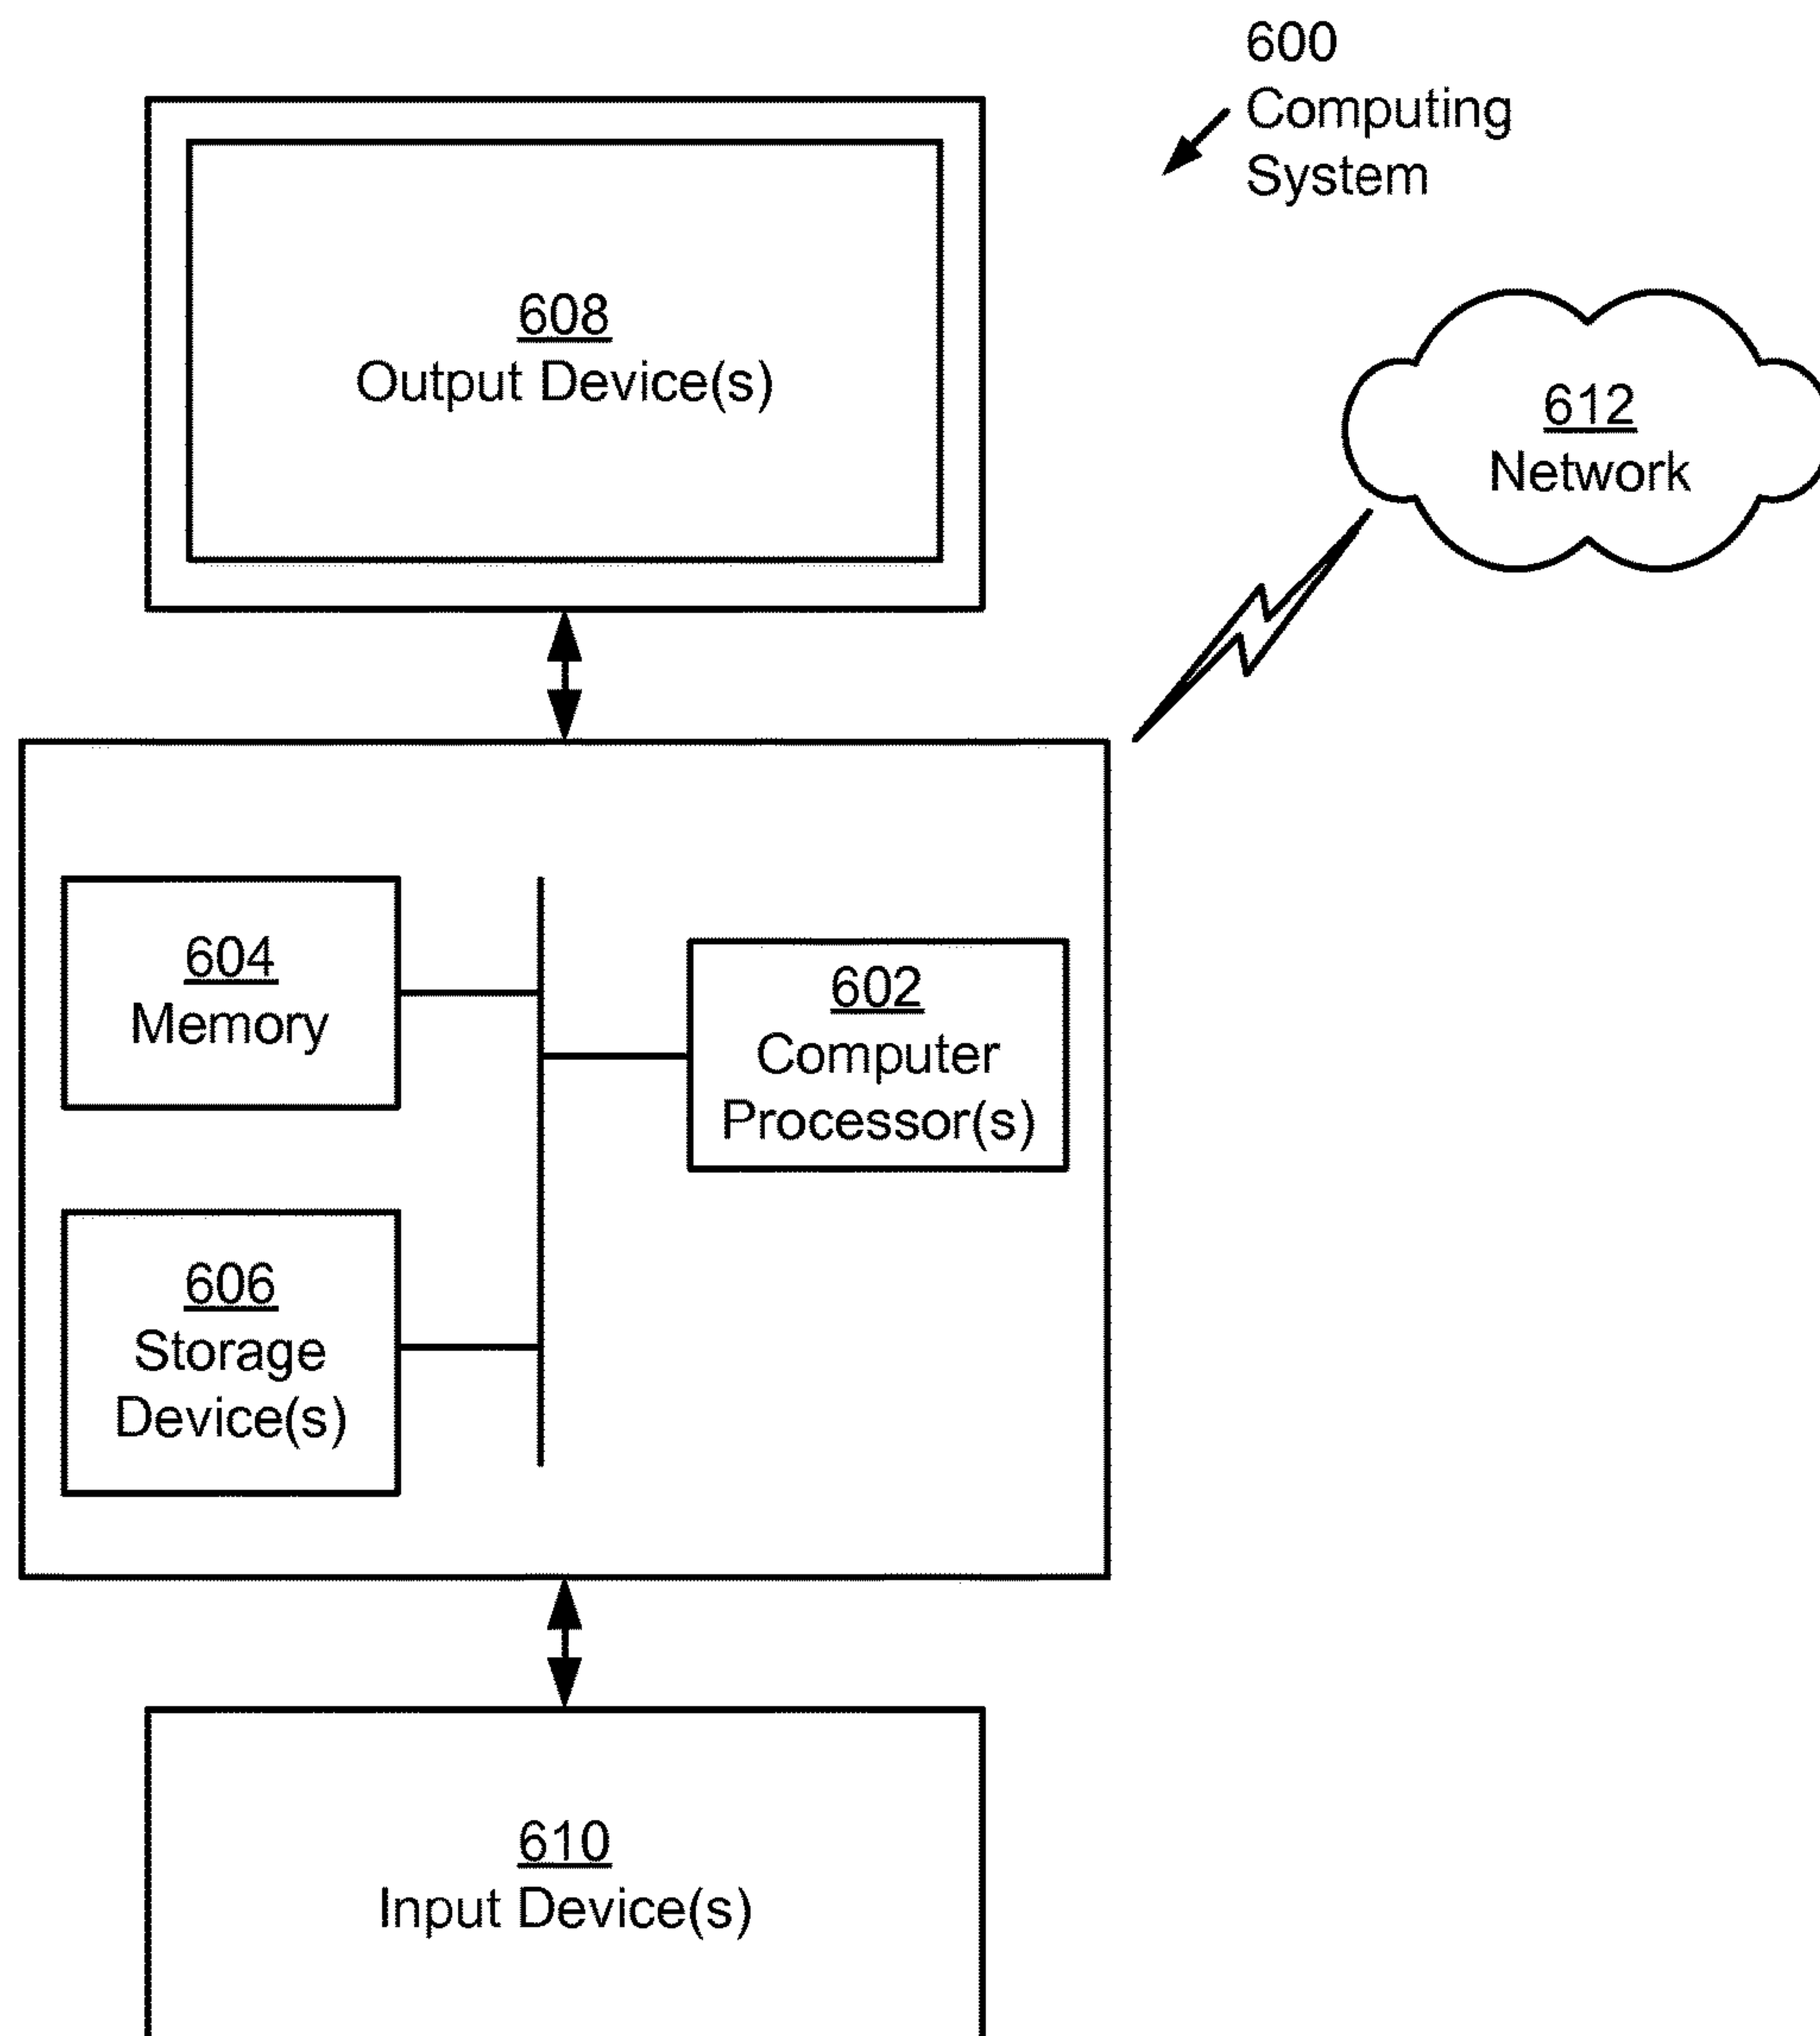 600
Computing
System
608
Output Device(s)
612
Network
604
Memory
602
Computer
Processor(s)
606
Storage
Device(s)
610
Input Device(s)